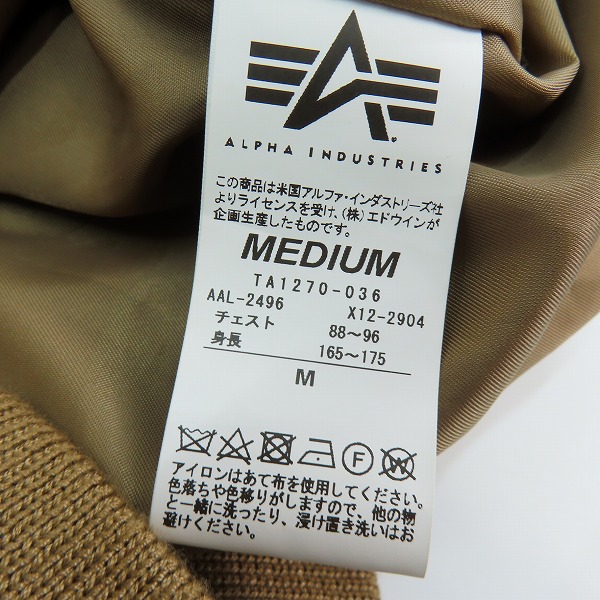 ALPHA INDUSTRIES
この商品は米国アルファ・インダストリーズ社
よりライセンスを受け、(株)エドウインが
企画生産したものです。
MEDIUM
TA1270-036
AAL-2496 X12-2904
チェスト 88～96
身長 165～175
M
F W
アイロンはあて布を使用してください。
色落ちや色移りがしますので、他の物
と一緒に洗ったり、浸け置き洗いはお
避けください。